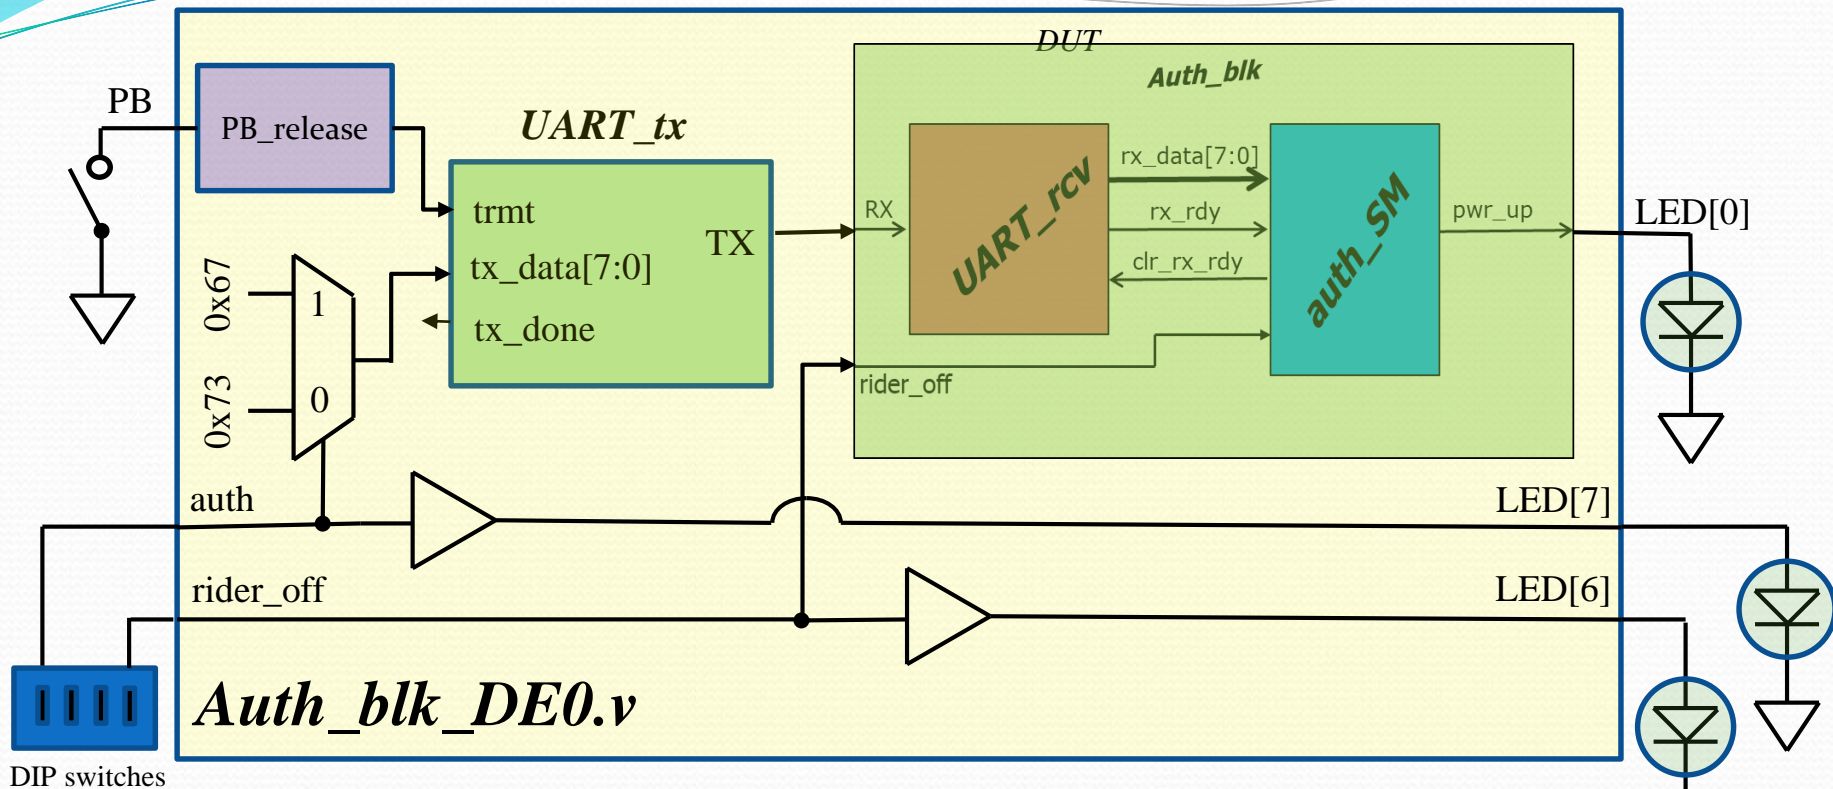 DUT
Auth_blk
PB
PB_release
UART_tx
trmt
tx_data[7:0]
tx_done
TX
RX
UART_rcv
rx_data[7:0]
rx_rdy
clr_rx_rdy
auth_SM
pwr_up
rider_off
LED[0]
0x67
1
0x73
0
auth
LED[7]
rider_off
LED[6]
Auth_blk_DE0.v
DIP switches